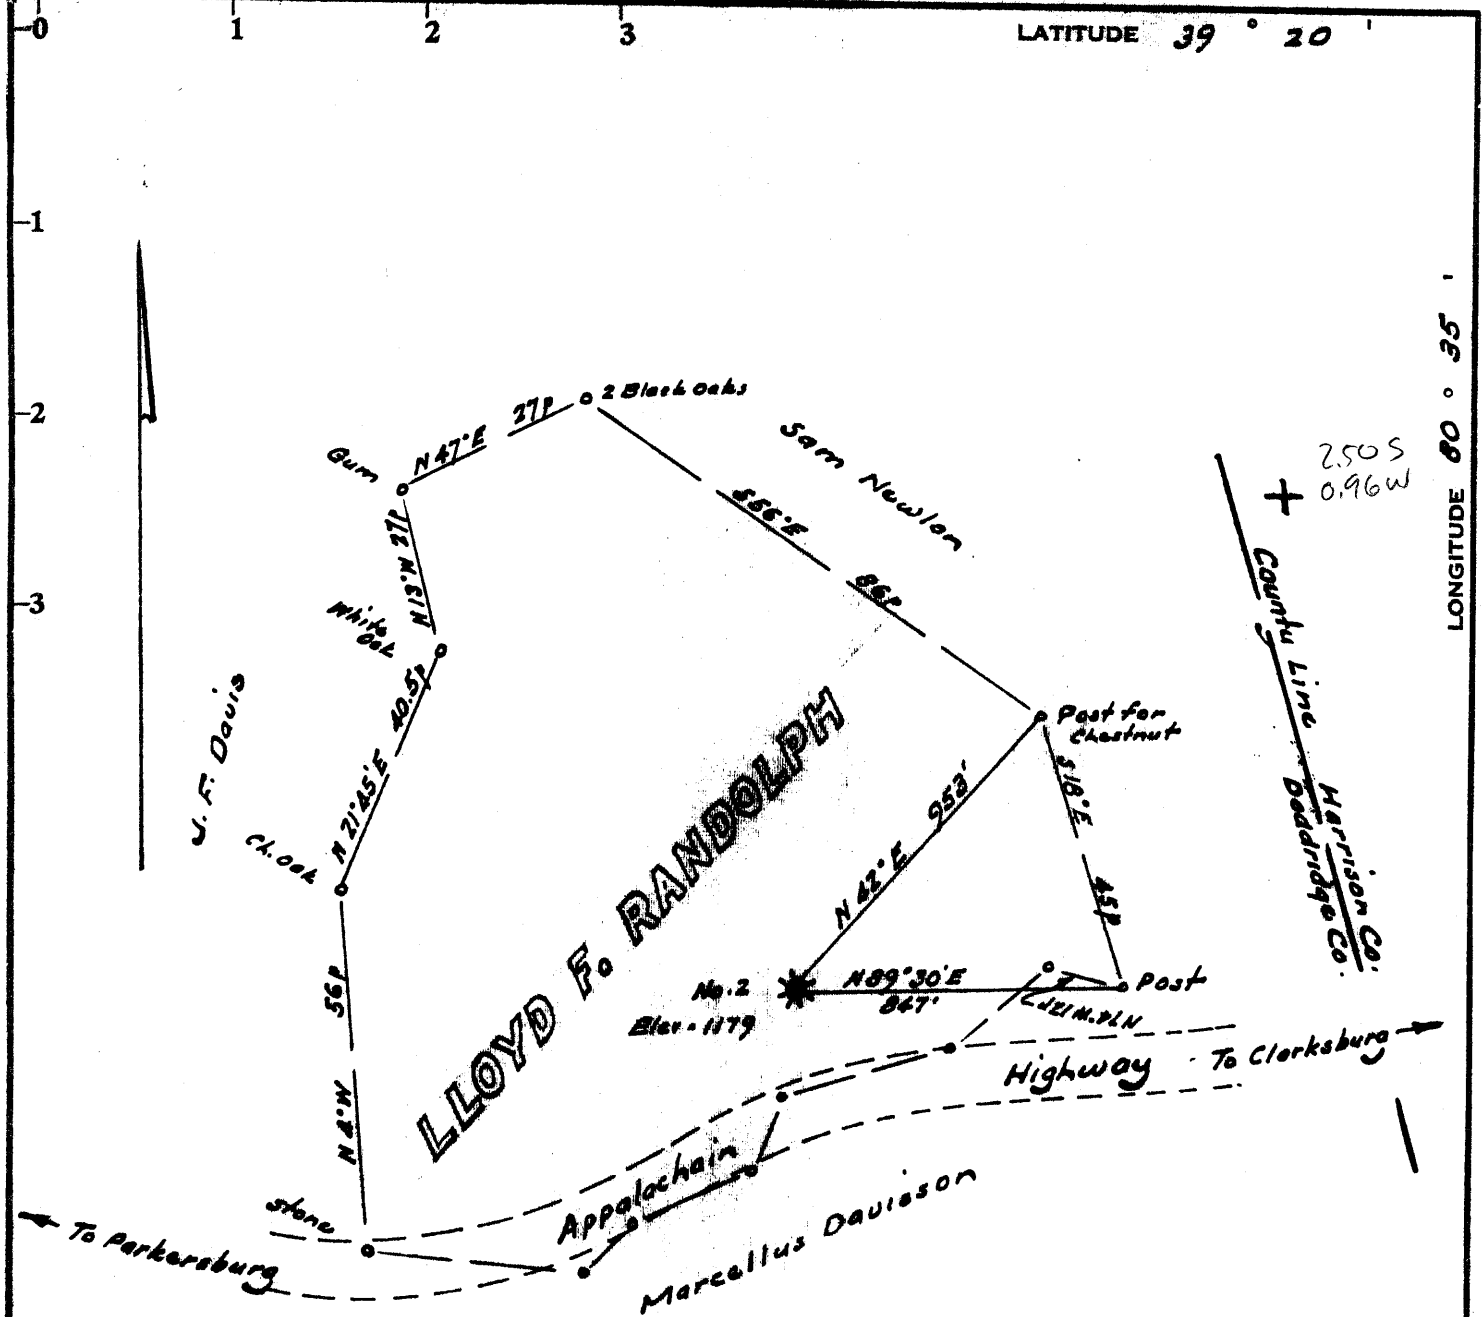 0 1 2 3
LATITUDE 39 ° 20 '
1
2
3
LONGITUDE 80 ° 35 '
2.50 S
0.96 W
2 Black Oaks
N 47° E 27P
Gum
Sam Newlon
S56°E 86P
N 13° W 27P
White
Oak
N 21° 45' E 40.5P
J. F. Davis
Ch. oak
Post for
Chestnut
S 18° E 45P
N 42° E 953'
LLOYD F. RANDOLPH
County Line
Harrison Co.
Doddridge Co.
No. 2
Elev - 1179
N 89° 30' E
847'
Post
56P
N 4° W
Appalachain Highway
To Clarksburg
Stone
To Parkersburg
Marcellus Davisson